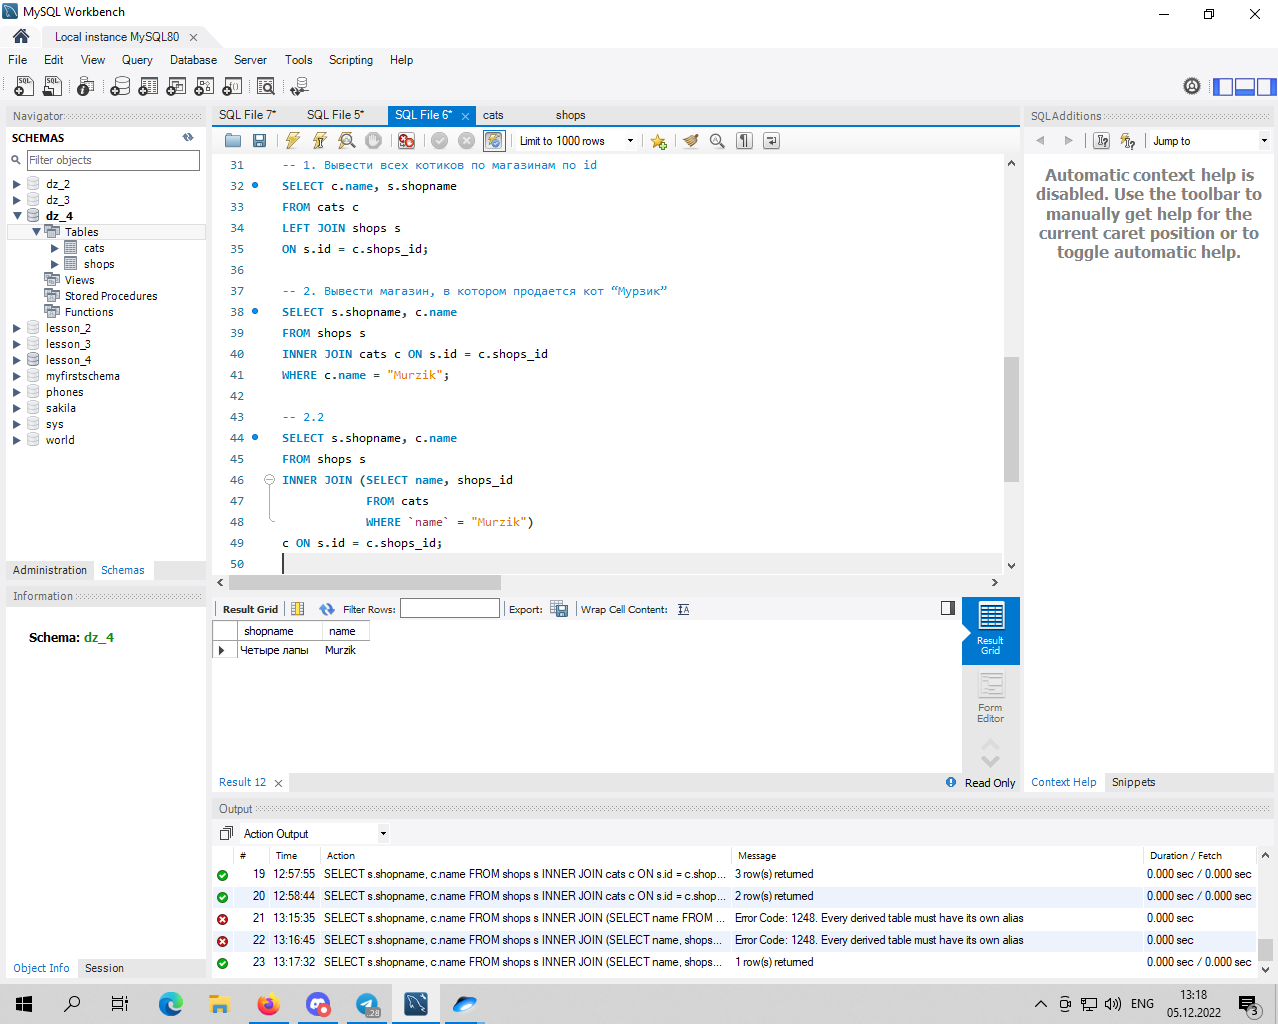 MySQL Workbench
Local instance MySQL80
File Edit View Query Database Server Tools Scripting Help
Navigator
SCHEMAS
Filter objects
dz_2
dz_3
dz_4
Tables
cats
shops
Views
Stored Procedures
Functions
lesson_2
lesson_3
lesson_4
myfirstschema
phones
sakila
sys
world
Administration Schemas
Information
Schema: dz_4
Object Info Session
SQL File 7* SQL File 5* SQL File 6* cats shops
Limit to 1000 rows
31 -- 1. Вывести всех котиков по магазинам по id
32 SELECT c.name, s.shopname
33 FROM cats c
34 LEFT JOIN shops s
35 ON s.id = c.shops_id;
36
37 -- 2. Вывести магазин, в котором продается кот “Мурзик”
38 SELECT s.shopname, c.name
39 FROM shops s
40 INNER JOIN cats c ON s.id = c.shops_id
41 WHERE c.name = "Murzik";
42
43 -- 2.2
44 SELECT s.shopname, c.name
45 FROM shops s
46 INNER JOIN (SELECT name, shops_id
47 FROM cats
48 WHERE `name` = "Murzik")
49 c ON s.id = c.shops_id;
50
Result Grid Filter Rows: Export: Wrap Cell Content:
shopname name
Четыре лапы Murzik
Result Grid
Form Editor
Result 12
Read Only
SQLAdditions
Jump to
Automatic context help is
disabled. Use the toolbar to
manually get help for the
current caret position or to
toggle automatic help.
Context Help Snippets
Output
Action Output
# Time Action Message Duration / Fetch
19 12:57:55 SELECT s.shopname, c.name FROM shops s INNER JOIN cats c ON s.id = c.shop... 3 row(s) returned 0.000 sec / 0.000 sec
20 12:58:44 SELECT s.shopname, c.name FROM shops s INNER JOIN cats c ON s.id = c.shop... 2 row(s) returned 0.000 sec / 0.000 sec
21 13:15:35 SELECT s.shopname, c.name FROM shops s INNER JOIN (SELECT name FROM ... Error Code: 1248. Every derived table must have its own alias 0.000 sec
22 13:16:45 SELECT s.shopname, c.name FROM shops s INNER JOIN (SELECT name, shops... Error Code: 1248. Every derived table must have its own alias 0.000 sec
23 13:17:32 SELECT s.shopname, c.name FROM shops s INNER JOIN (SELECT name, shops... 1 row(s) returned 0.000 sec / 0.000 sec
28
ENG
13:18
05.12.2022
3